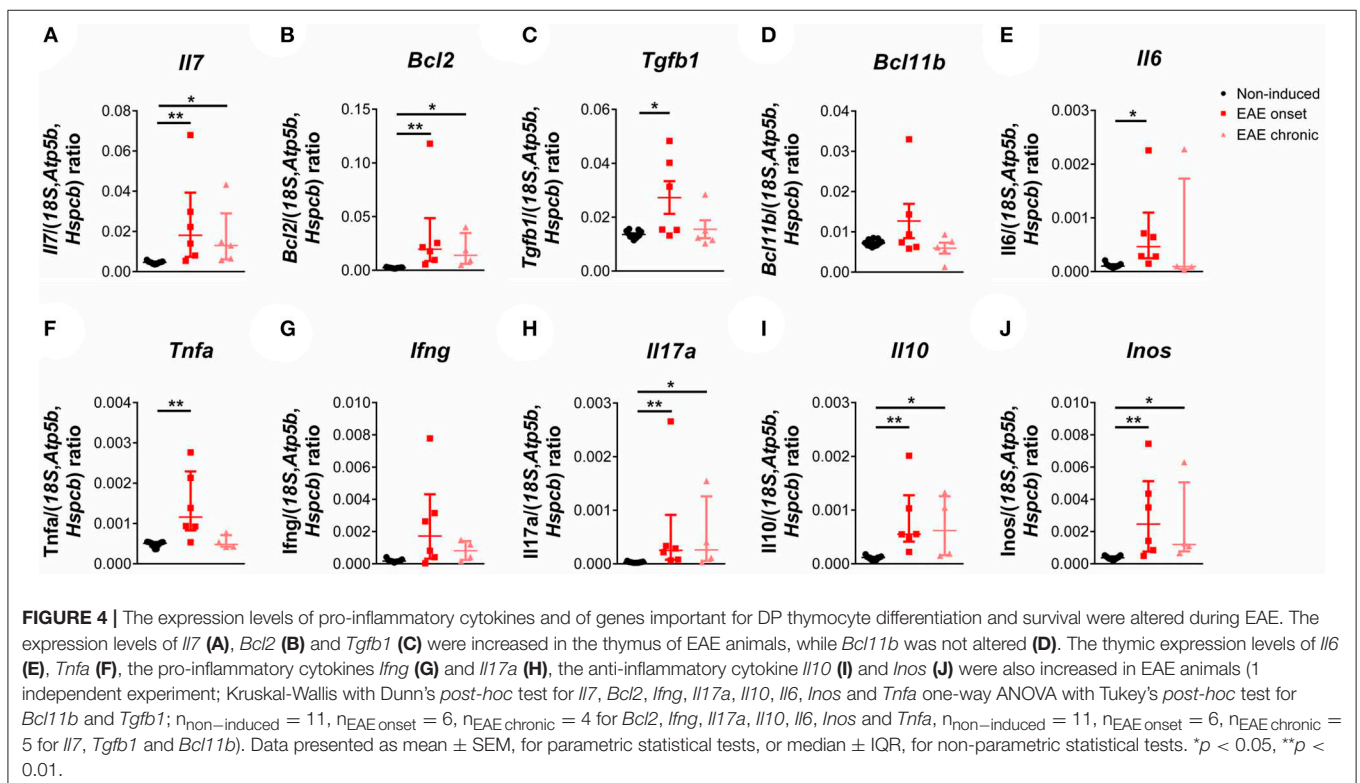 A
B
C
D
E
Il7
Bcl2
Tgfb1
Bcl11b
Il6
Non-induced
EAE onset
EAE chronic
Il7/(18S,Atp5b,
Hspcb) ratio
0.08
0.06
0.04
0.02
0.00
**
*
Bcl2/(18S,Atp5b,
Hspcb) ratio
0.15
0.10
0.05
0.00
**
*
Tgfb1/(18S,Atp5b,
Hspcb) ratio
0.06
0.04
0.02
0.00
*
Bcl11b/(18S,Atp5b,
Hspcb) ratio
0.04
0.03
0.02
0.01
0.00
Il6/(18S,Atp5b,
Hspcb) ratio
0.003
0.002
0.001
0.000
*
F
G
H
I
J
Tnfa
Ifng
Il17a
Il10
Inos
Tnfa/(18S,Atp5b,
Hspcb) ratio
0.004
0.003
0.002
0.001
0.000
**
Ifng/(18S,Atp5b,
Hspcb) ratio
0.010
0.008
0.006
0.004
0.002
0.000
Il17a/(18S,Atp5b,
Hspcb) ratio
0.003
0.002
0.001
0.000
**
*
Il10/(18S,Atp5b,
Hspcb) ratio
0.003
0.002
0.001
0.000
**
*
Inos/(18S,Atp5b,
Hspcb) ratio
0.010
0.008
0.006
0.004
0.002
0.000
**
*
FIGURE 4 | The expression levels of pro-inflammatory cytokines and of genes important for DP thymocyte differentiation and survival were altered during EAE. The
expression levels of Il7 (A), Bcl2 (B) and Tgfb1 (C) were increased in the thymus of EAE animals, while Bcl11b was not altered (D). The thymic expression levels of Il6
(E), Tnfa (F), the pro-inflammatory cytokines Ifng (G) and Il17a (H), the anti-inflammatory cytokine Il10 (I) and Inos (J) were also increased in EAE animals (1
independent experiment; Kruskal-Wallis with Dunn's post-hoc test for Il7, Bcl2, Ifng, Il17a, Il10, Il6, Inos and Tnfa one-way ANOVA with Tukey's post-hoc test for
Bcl11b and Tgfb1; nnon−induced = 11, nEAE onset = 6, nEAE chronic = 4 for Bcl2, Ifng, Il17a, Il10, Il6, Inos and Tnfa, nnon−induced = 11, nEAE onset = 6, nEAE chronic =
5 for Il7, Tgfb1 and Bcl11b). Data presented as mean ± SEM, for parametric statistical tests, or median ± IQR, for non-parametric statistical tests. *p < 0.05, **p <
0.01.